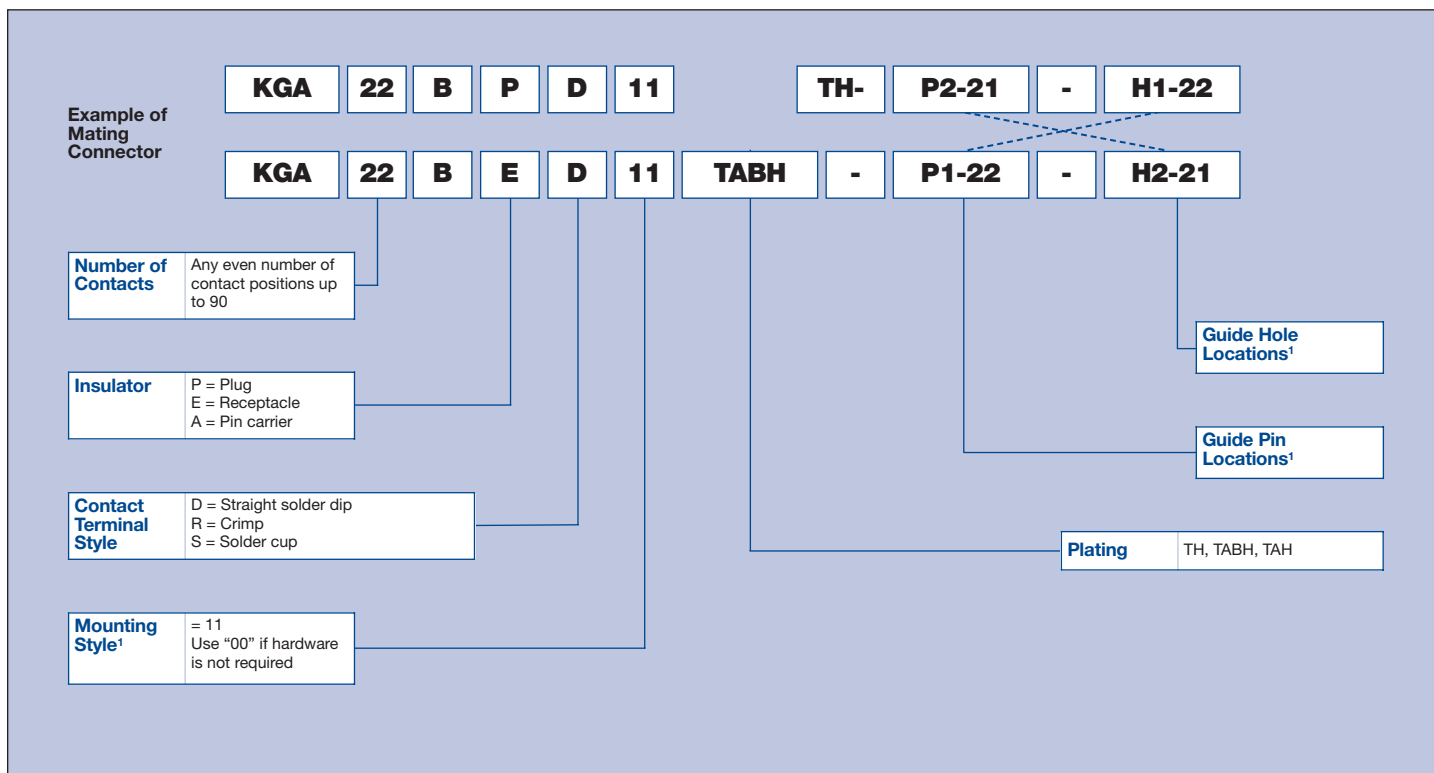 KGA 22 B P D 11 TH- P2-21 - H1-22
Example of
Mating
Connector
KGA 22 B E D 11 TABH - P1-22 - H2-21
Number of
Contacts
Any even number of
contact positions up
to 90
Guide Hole
Locations¹
Insulator
P = Plug
E = Receptacle
A = Pin carrier
Guide Pin
Locations¹
Contact
Terminal
Style
D = Straight solder dip
R = Crimp
S = Solder cup
Plating
TH, TABH, TAH
Mounting
Style¹
= 11
Use “00” if hardware
is not required